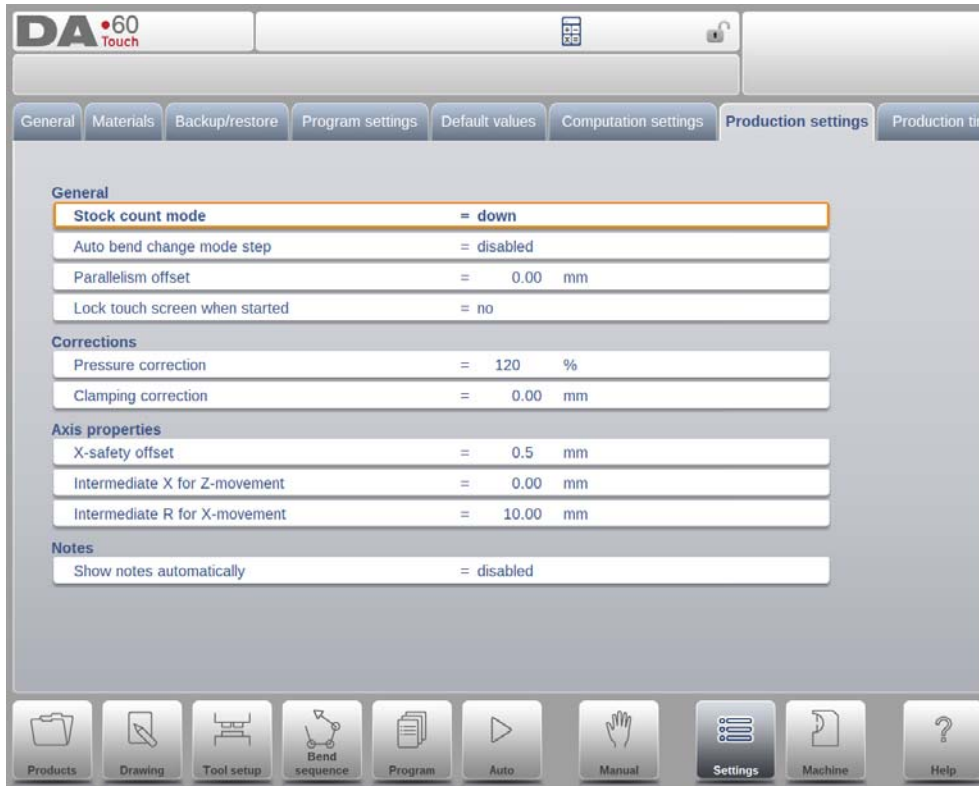 DA•60
Touch
General Materials Backup/restore Program settings Default values Computation settings Production settings Production
General
Stock count mode = down
Auto bend change mode step = disabled
Parallelism offset = 0.00 mm
Lock touch screen when started = no
Corrections
Pressure correction = 120 %
Clamping correction = 0.00 mm
Axis properties
X-safety offset = 0.5 mm
Intermediate X for Z-movement = 0.00 mm
Intermediate R for X-movement = 10.00 mm
Notes
Show notes automatically = disabled
Products Drawing Tool setup Bend sequence Program Auto Manual Settings Machine Help